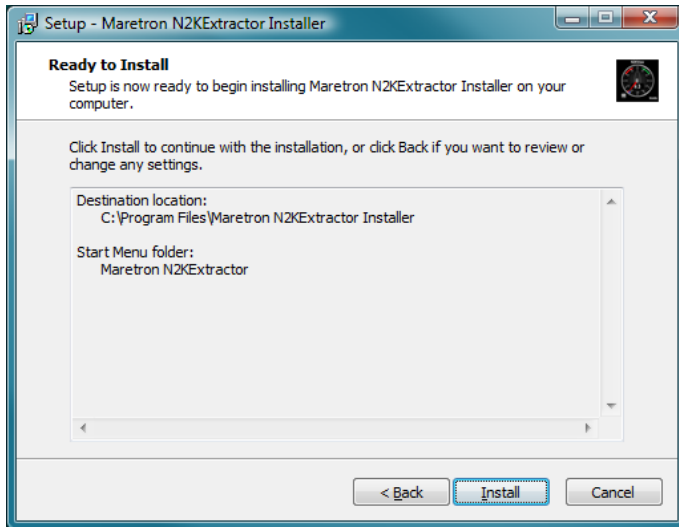 Setup - Maretron N2KExtractor Installer
Ready to Install
Setup is now ready to begin installing Maretron N2KExtractor Installer on your
computer.
Click Install to continue with the installation, or click Back if you want to review or
change any settings.
Destination location:
C:\Program Files\Maretron N2KExtractor Installer
Start Menu folder:
Maretron N2KExtractor
< Back
Install
Cancel